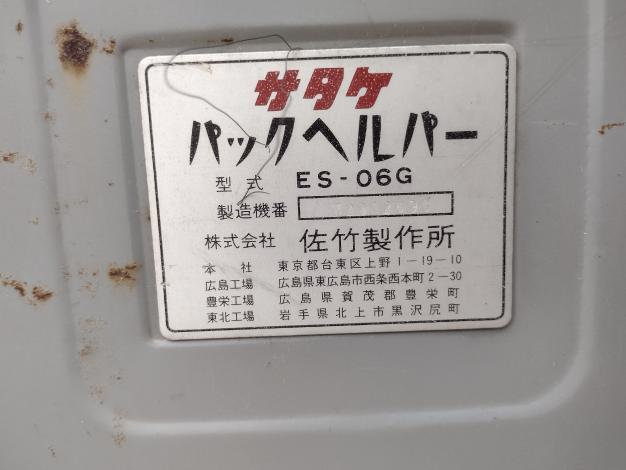 サタケ
パックヘルパー
型式 ES-06G
製造機番
株式会社 佐竹製作所
本社 東京都台東区上野1-19-10
広島工場 広島県東広島市西条西本町2-30
豊栄工場 広島県賀茂郡豊栄町
東北工場 岩手県北上市黒沢尻町